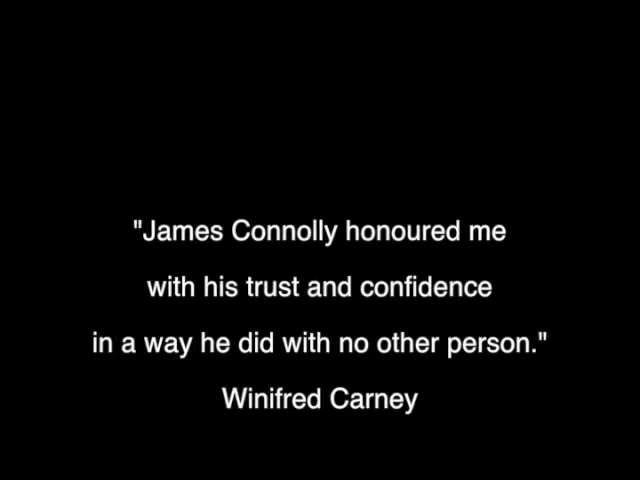 "James Connolly honoured me
with his trust and confidence
in a way he did with no other person."
Winifred Carney